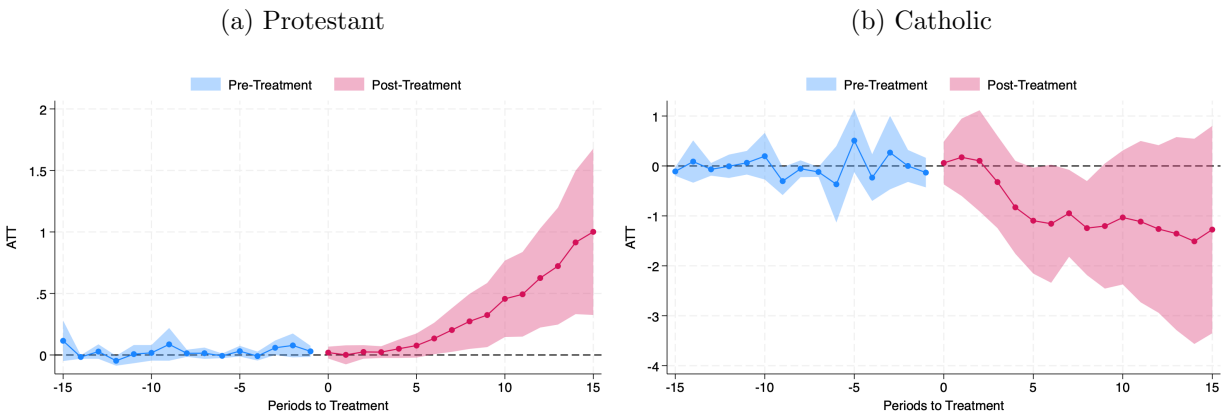 (a) Protestant
Pre-Treatment Post-Treatment
2
1.5
1
.5
0
ATT
-15 -10 -5 0 5 10 15
Periods to Treatment
(b) Catholic
Pre-Treatment Post-Treatment
1
0
-1
-2
-3
-4
ATT
-15 -10 -5 0 5 10 15
Periods to Treatment